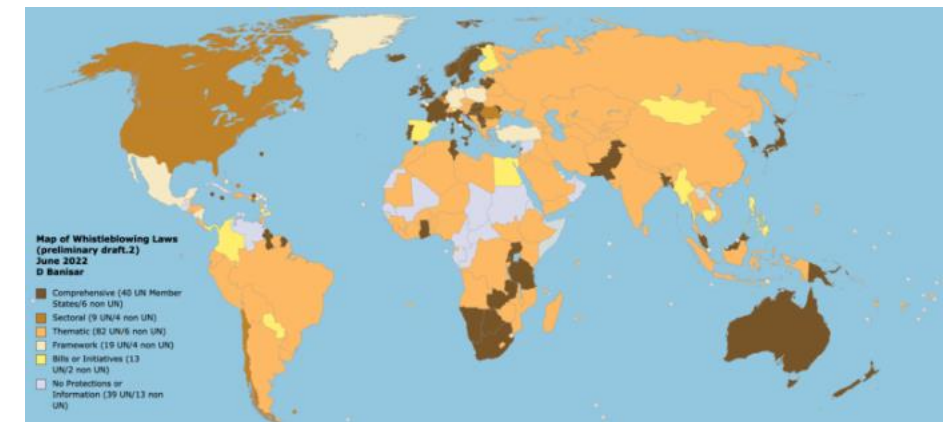 Map of Whistleblowing Laws
(preliminary draft.2)
June 2022
D Banisar
Comprehensive (40 UN Member
States/6 non UN)
Sectoral (9 UN/4 non UN)
Thematic (82 UN/6 non UN)
Framework (19 UN/4 non UN)
Bills or Initiatives (13
UN/2 non UN)
No Protections or
Information (39 UN/13 non
UN)